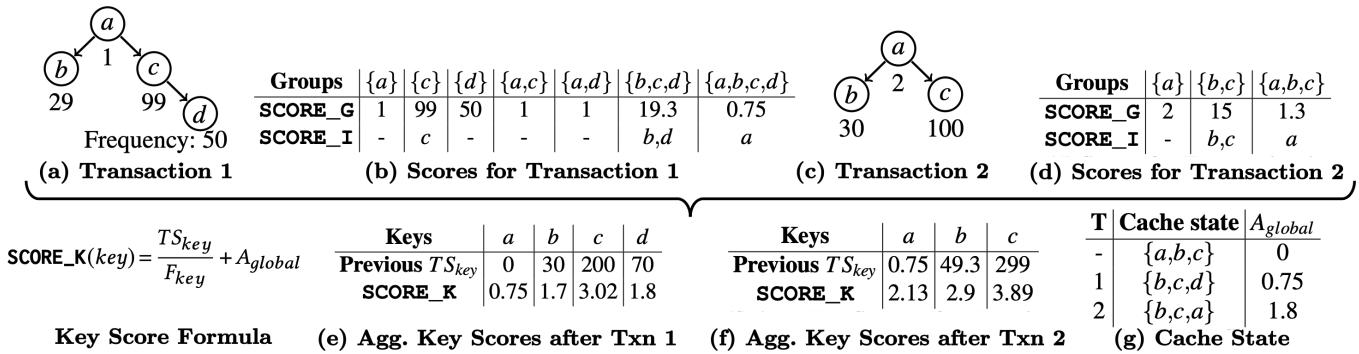 a
1
b
c
29
99
d
Frequency: 50
(a) Transaction 1
Groups {a} {c} {d} {a,c} {a,d} {b,c,d} {a,b,c,d}
SCORE_G 1 99 50 1 1 19.3 0.75
SCORE_I - c - - - b,d a
(b) Scores for Transaction 1
a
2
b
c
30
100
(c) Transaction 2
Groups {a} {b,c} {a,b,c}
SCORE_G 2 15 1.3
SCORE_I - b,c a
(d) Scores for Transaction 2
SCORE_K(key) = TS_key / F_key + A_global
Key Score Formula
Keys a b c d
Previous TS_key 0 30 200 70
SCORE_K 0.75 1.7 3.02 1.8
(e) Agg. Key Scores after Txn 1
Keys a b c
Previous TS_key 0.75 49.3 299
SCORE_K 2.13 2.9 3.89
(f) Agg. Key Scores after Txn 2
T Cache state A_global
- {a,b,c} 0
1 {b,c,d} 0.75
2 {b,c,a} 1.8
(g) Cache State